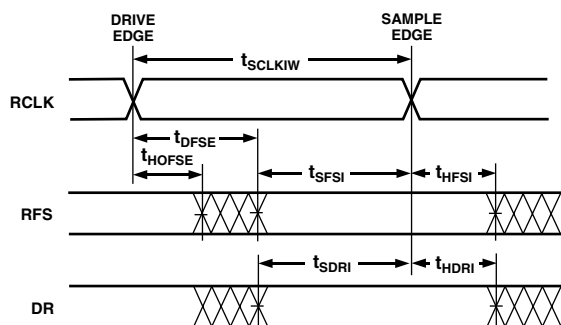 DRIVE EDGE
SAMPLE EDGE
tSCLKIW
RCLK
tDFSE
tHOFSE
tSFSI
tHFSI
RFS
tSDRI
tHDRI
DR